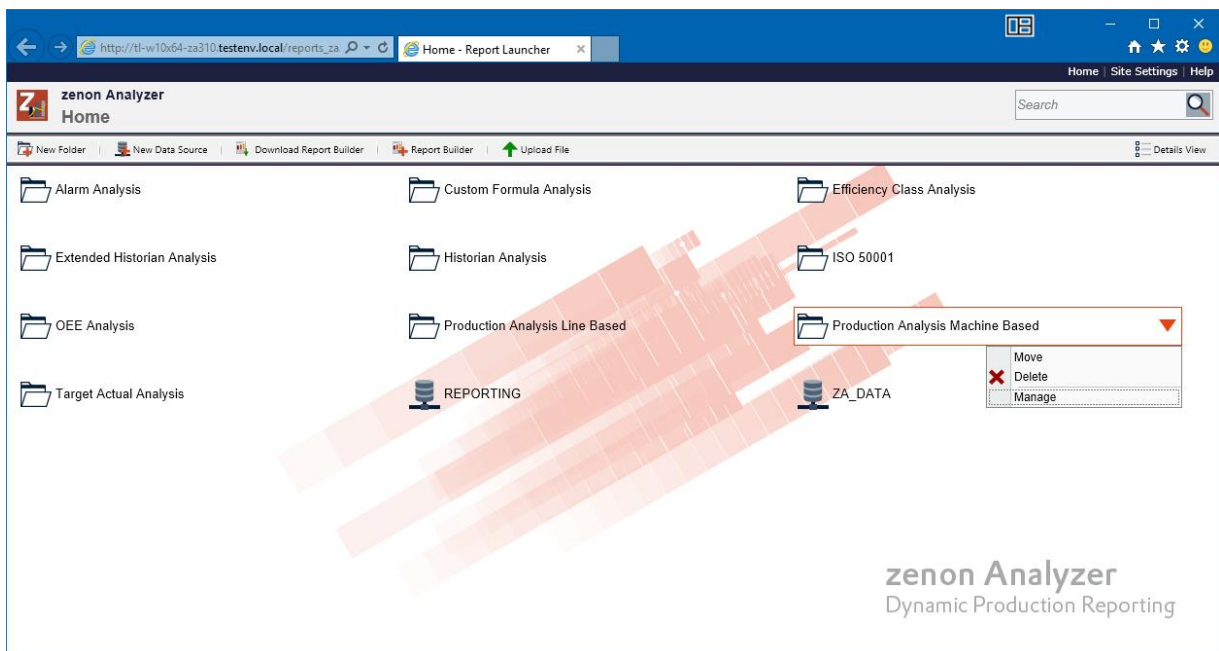 http://tl-w10x64-za310.testenv.local/reports_za
Home - Report Launcher
Home | Site Settings | Help
zenon Analyzer
Home
Search
New Folder | New Data Source | Download Report Builder | Report Builder | Upload File
Details View
Alarm Analysis
Custom Formula Analysis
Efficiency Class Analysis
Extended Historian Analysis
Historian Analysis
ISO 50001
OEE Analysis
Production Analysis Line Based
Production Analysis Machine Based
Move
Delete
Manage
Target Actual Analysis
REPORTING
ZA_DATA
zenon Analyzer
Dynamic Production Reporting